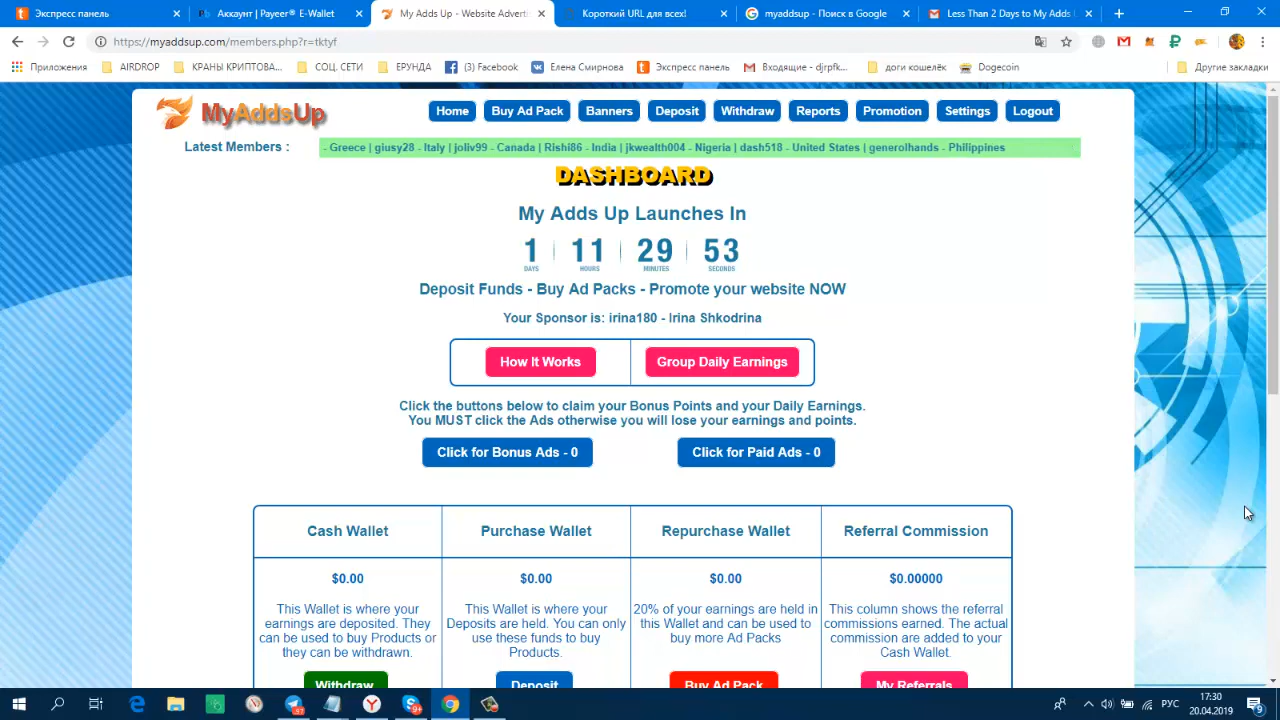 Экспресс панель
Аккаунт | Payeer® E-Wallet
My Adds Up - Website Adverti
Короткий URL для всех!
myaddsup - Поиск в Google
Less Than 2 Days to My Adds
https://myaddsup.com/members.php?r=tktyf
Приложения
AIRDROP
КРАНЫ КРИПТОВА...
СОЦ. СЕТИ
ЕРУНДА
(3) Facebook
Елена Смирнова
Экспресс панель
Входящие - djrpfk...
доги кошелёк
Dogecoin
Другие закладки
MyAddsUp
Home
Buy Ad Pack
Banners
Deposit
Withdraw
Reports
Promotion
Settings
Logout
Latest Members :
- Greece | giusy28 - Italy | joliv99 - Canada | Rishi86 - India | jkwealth004 - Nigeria | dash518 - United States | generolhands - Philippines
DASHBOARD
My Adds Up Launches In
1 11 29 53
DAYS HOURS MINUTES SECONDS
Deposit Funds - Buy Ad Packs - Promote your website NOW
Your Sponsor is: irina180 - Irina Shkodrina
How It Works
Group Daily Earnings
Click the buttons below to claim your Bonus Points and your Daily Earnings.
You MUST click the Ads otherwise you will lose your earnings and points.
Click for Bonus Ads - 0
Click for Paid Ads - 0
Cash Wallet
Purchase Wallet
Repurchase Wallet
Referral Commission
$0.00
$0.00
$0.00
$0.00000
This Wallet is where your
earnings are deposited. They
can be used to buy Products or
they can be withdrawn.
This Wallet is where your
Deposits are held. You can only
use these funds to buy
Products.
20% of your earnings are held in
this Wallet and can be used to
buy more Ad Packs
This column shows the referral
commissions earned. The actual
commission are added to your
Cash Wallet.
Withdraw
Deposit
Buy Ad Pack
My Referrals
РУС
17:30
20.04.2019